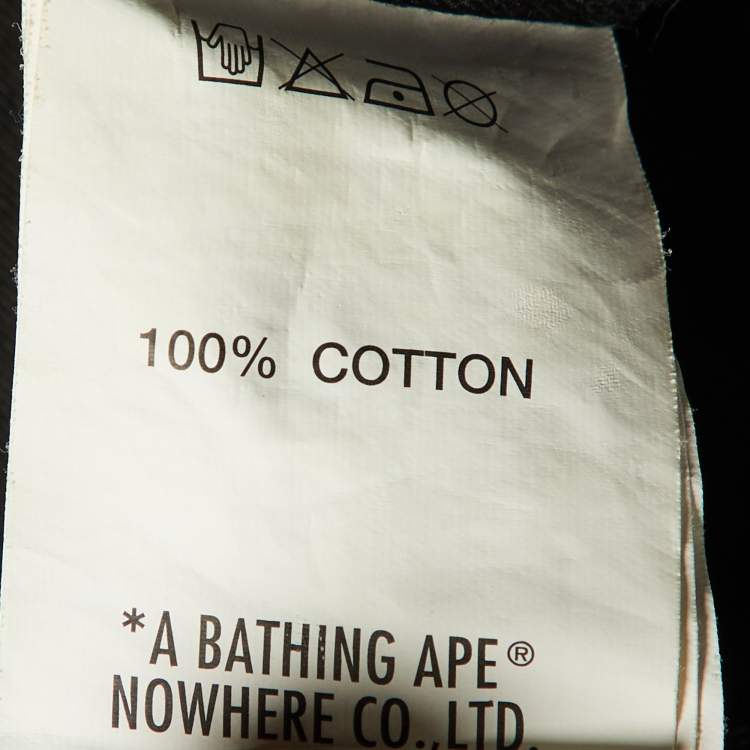 100% COTTON
*A BATHING APE®
NOWHERE CO.,LTD.